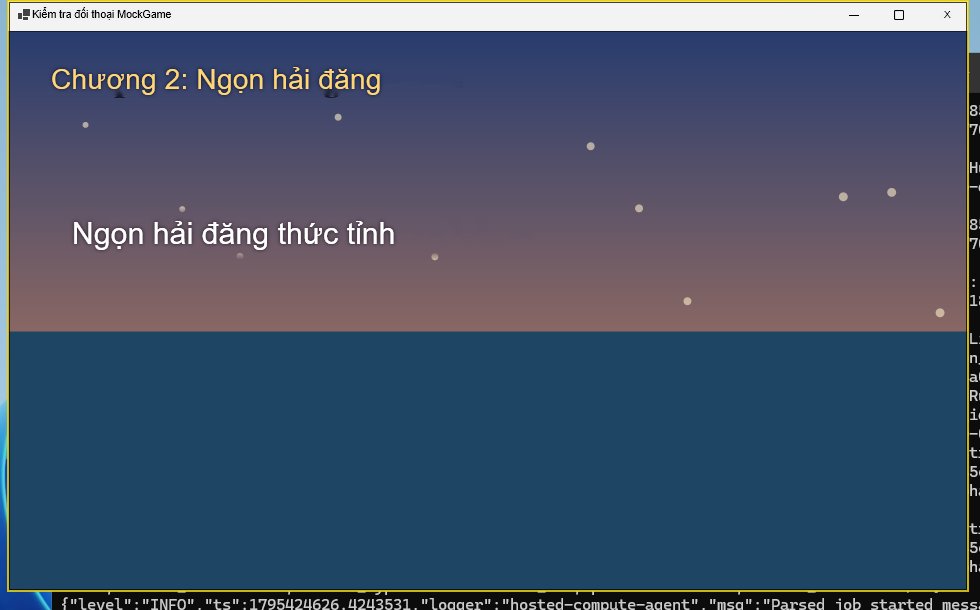 Kiểm tra đối thoại MockGame
Chương 2: Ngọn hải đăng
Ngọn hải đăng thức tỉnh
{"level":"INFO","ts":1795424626.4243531,"logger":"hosted-compute-agent","msg":"Parsed job started mes